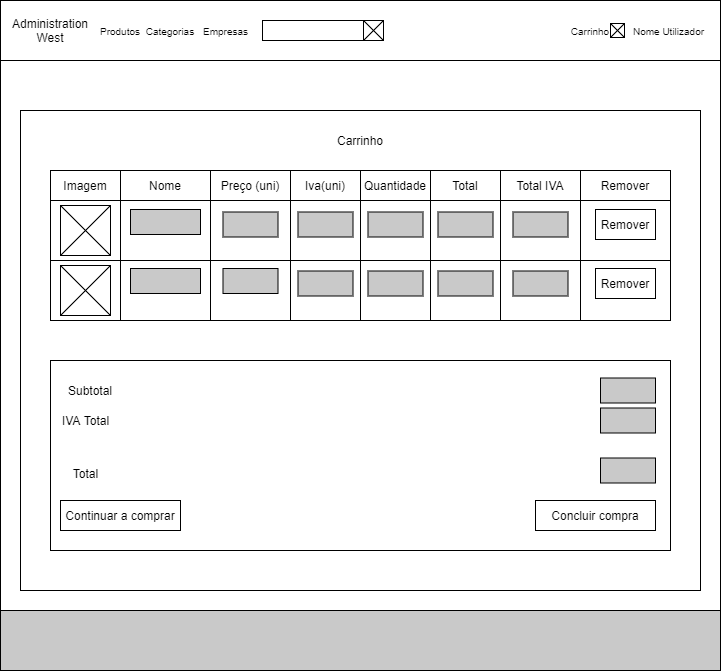 Administration
West
Produtos Categorias Empresas
Carrinho Nome Utilizador
Carrinho
Imagem Nome Preço (uni) Iva(uni) Quantidade Total Total IVA Remover
Remover
Remover
Subtotal
IVA Total
Total
Continuar a comprar Concluir compra